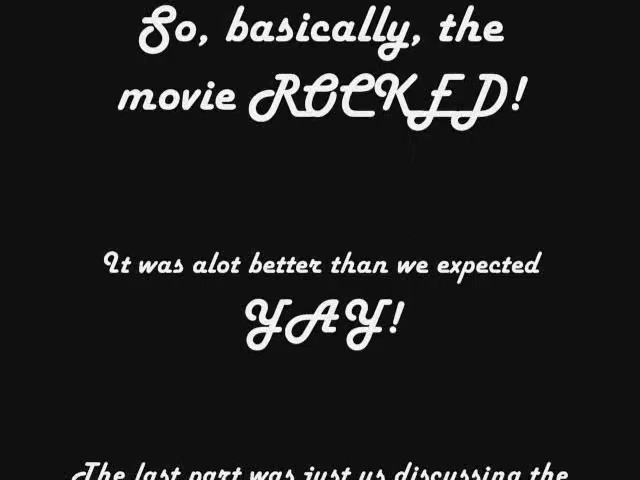 So, basically, the
movie ROCKED!
It was alot better than we expected
YAY!
The last part was just us discussing the